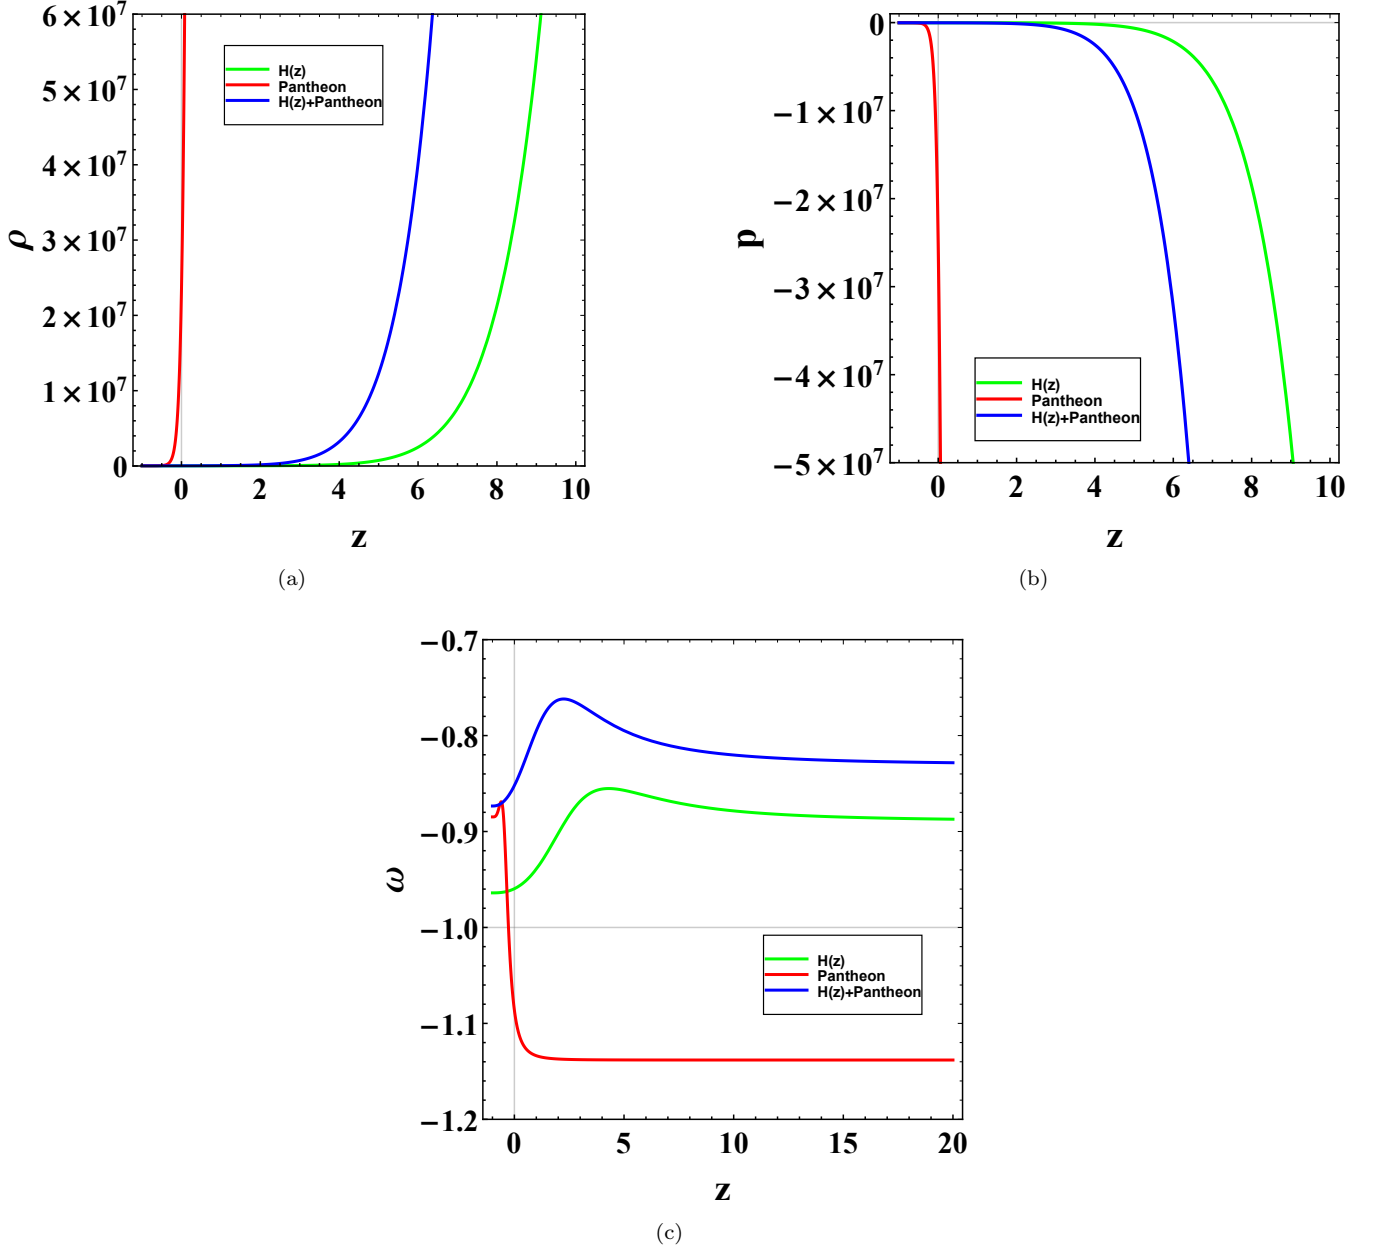 6×10⁷
5×10⁷
4×10⁷
3×10⁷
2×10⁷
1×10⁷
0
ρ
H(z)
Pantheon
H(z)+Pantheon
0 2 4 6 8 10
z
(a)
0
−1×10⁷
−2×10⁷
−3×10⁷
−4×10⁷
−5×10⁷
p
H(z)
Pantheon
H(z)+Pantheon
0 2 4 6 8 10
z
(b)
−0.7
−0.8
−0.9
−1.0
−1.1
−1.2
ω
H(z)
Pantheon
H(z)+Pantheon
0 5 10 15 20
z
(c)